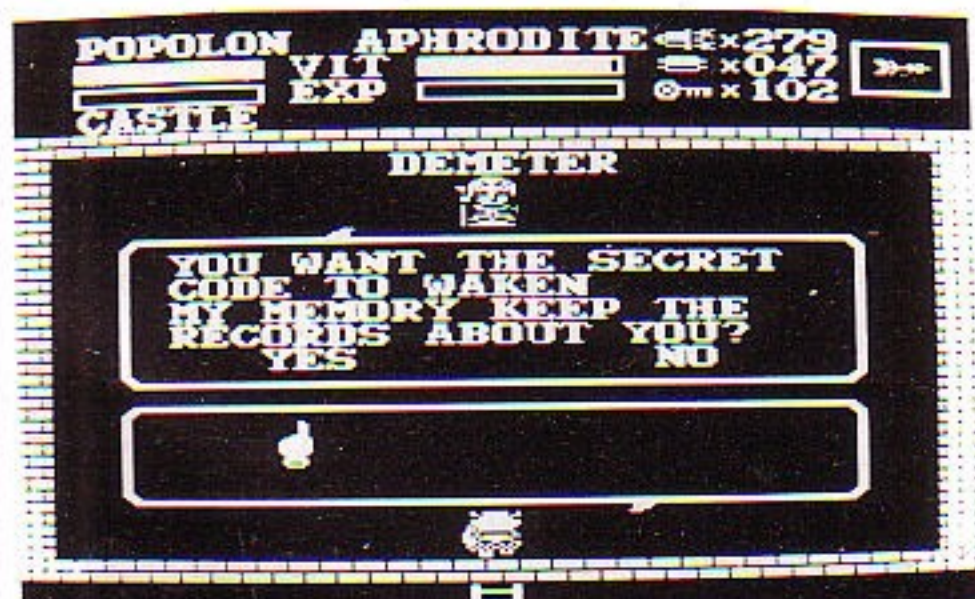 POPOLON APHRODITE ×279
VIT ×047
EXP ×102
CASTLE
DEMETER
YOU WANT THE SECRET
CODE TO WAKEN
MY MEMORY KEEP THE
RECORDS ABOUT YOU?
YES NO